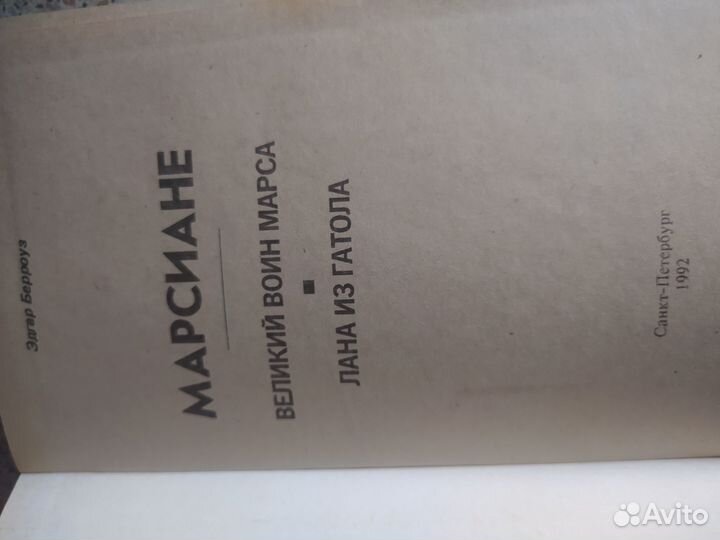 Эдгар Берроуз
МАРСИАНЕ
ВЕЛИКИЙ ВОИН МАРСА
ЛАНА ИЗ ГАТОЛА
Санкт-Петербург
1992
Avito